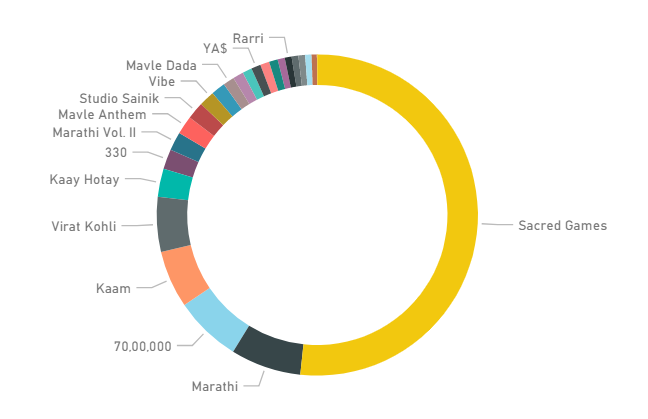 Rarri
YA$
Mavle Dada
Vibe
Studio Sainik
Mavle Anthem
Marathi Vol. II
330
Kaay Hotay
Virat Kohli
Kaam
70,00,000
Marathi
Sacred Games